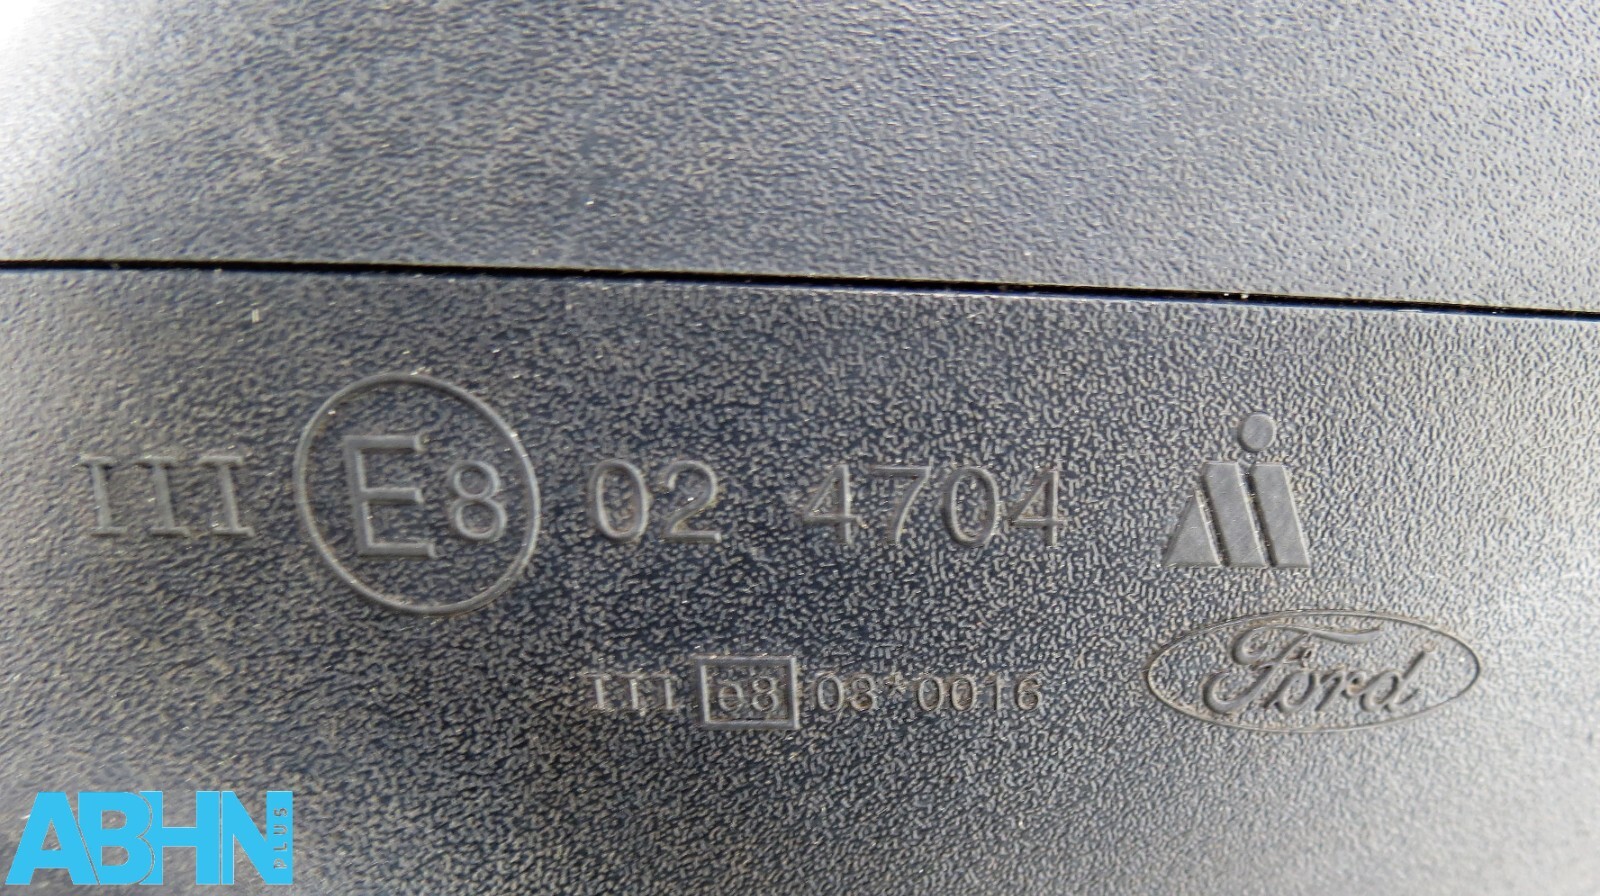 III E8 02 4704
III e8 03*0016
Ford
ABHN PLUS